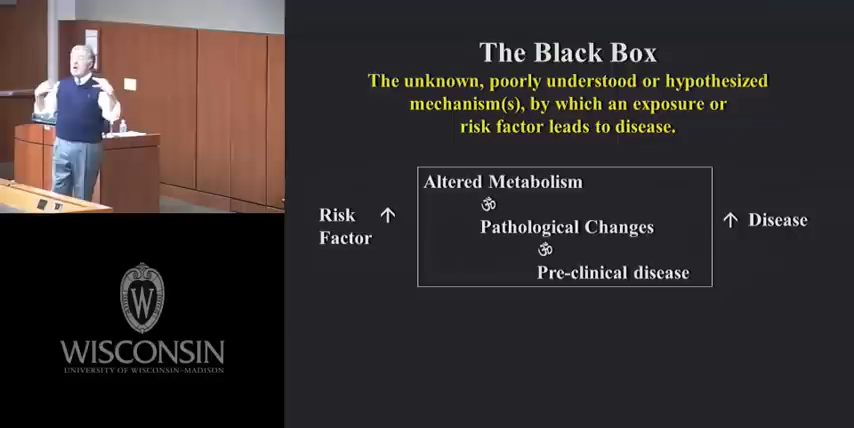 The Black Box
The unknown, poorly understood or hypothesized
mechanism(s), by which an exposure or
risk factor leads to disease.
Altered Metabolism
ॐ
Risk ↑
Factor
Pathological Changes
↑ Disease
ॐ
Pre-clinical disease
W
WISCONSIN
UNIVERSITY OF WISCONSIN–MADISON